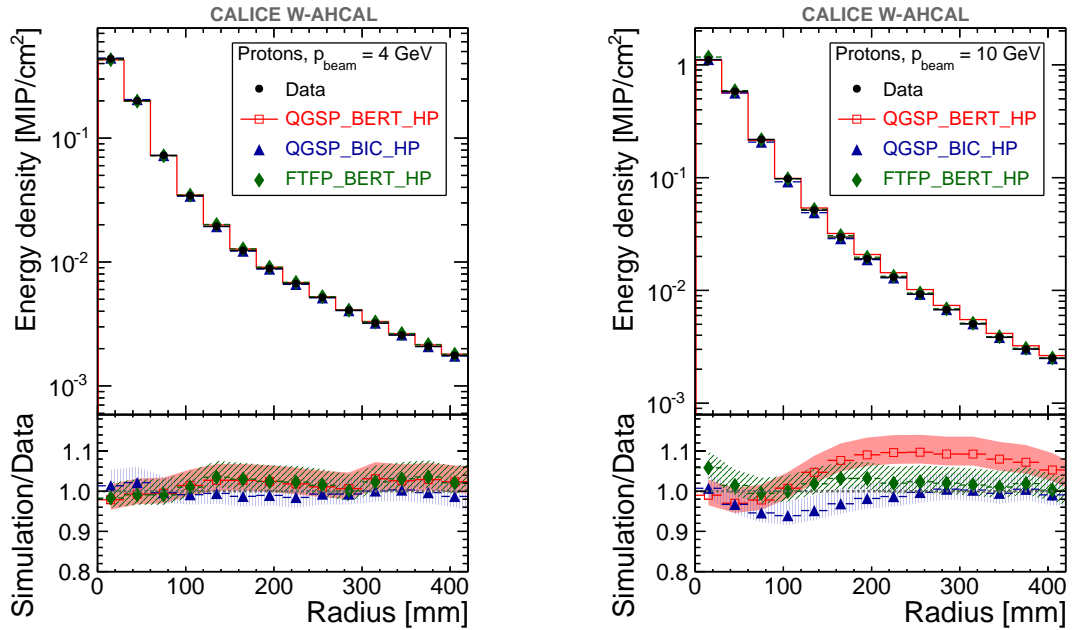 CALICE W-AHCAL
Energy density [MIP/cm²]
10⁻¹
10⁻²
10⁻³
Protons, p_beam = 4 GeV
Data
QGSP_BERT_HP
QGSP_BIC_HP
FTFP_BERT_HP
Simulation/Data
1.1
1.0
0.9
0.8
0 100 200 300 400
Radius [mm]
CALICE W-AHCAL
Energy density [MIP/cm²]
1
10⁻¹
10⁻²
10⁻³
Protons, p_beam = 10 GeV
Data
QGSP_BERT_HP
QGSP_BIC_HP
FTFP_BERT_HP
Simulation/Data
1.1
1.0
0.9
0.8
0 100 200 300 400
Radius [mm]